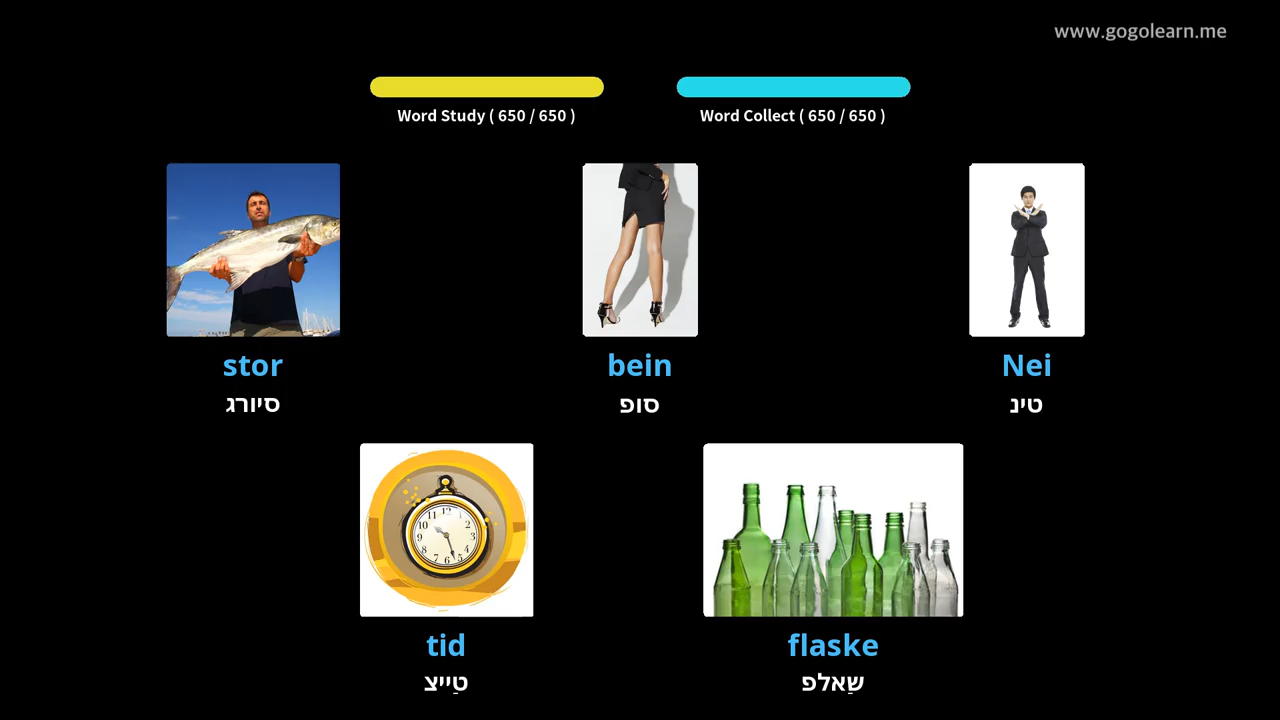 www.gogolearn.me
Word Study ( 650 / 650 )
Word Collect ( 650 / 650 )
stor
סיורג
bein
סופ
Nei
טינ
tid
טַייצ
flaske
שַאלפ